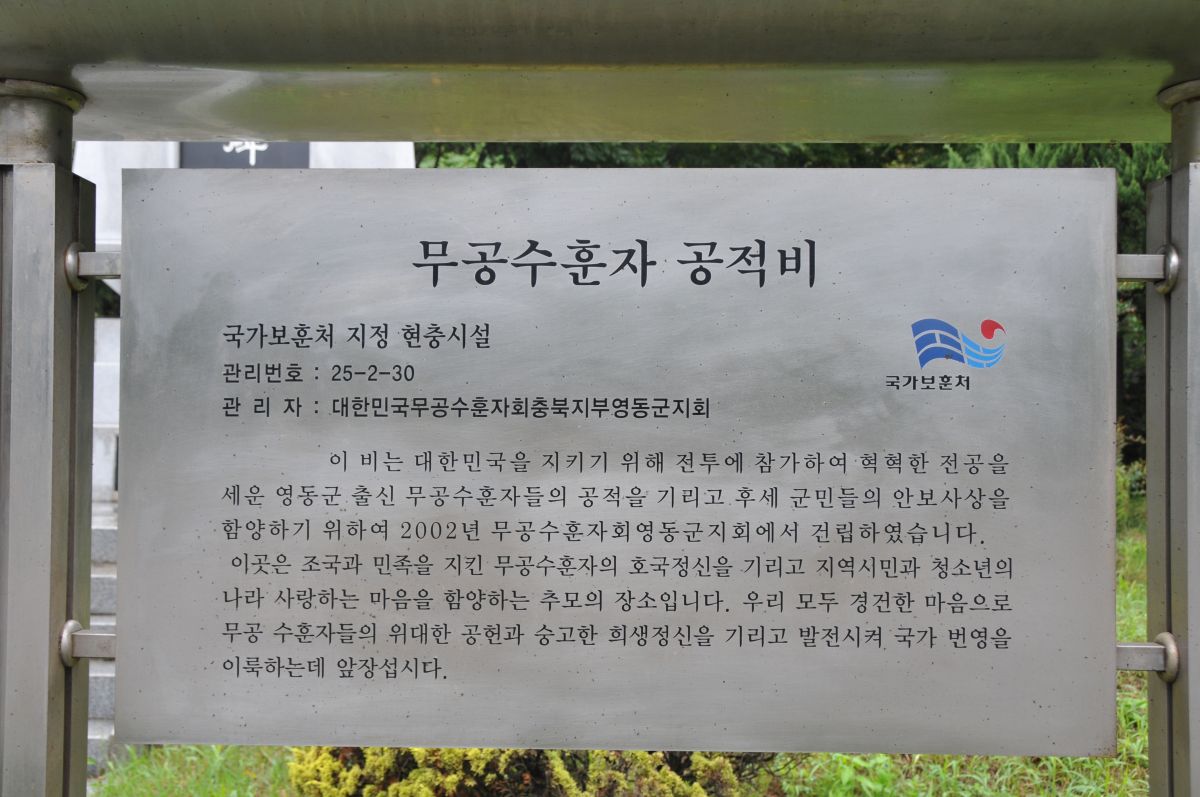 碑
무공수훈자 공적비
국가보훈처 지정 현충시설
관리번호 : 25-2-30
관 리 자 : 대한민국무공수훈자회충북지부영동군지회
국가보훈처
이 비는 대한민국을 지키기 위해 전투에 참가하여 혁혁한 전공을
세운 영동군 출신 무공수훈자들의 공적을 기리고 후세 군민들의 안보사상을
함양하기 위하여 2002년 무공수훈자회영동군지회에서 건립하였습니다.
이곳은 조국과 민족을 지킨 무공수훈자의 호국정신을 기리고 지역시민과 청소년의
나라 사랑하는 마음을 함양하는 추모의 장소입니다. 우리 모두 경건한 마음으로
무공 수훈자들의 위대한 공헌과 숭고한 희생정신을 기리고 발전시켜 국가 번영을
이룩하는데 앞장섭시다.